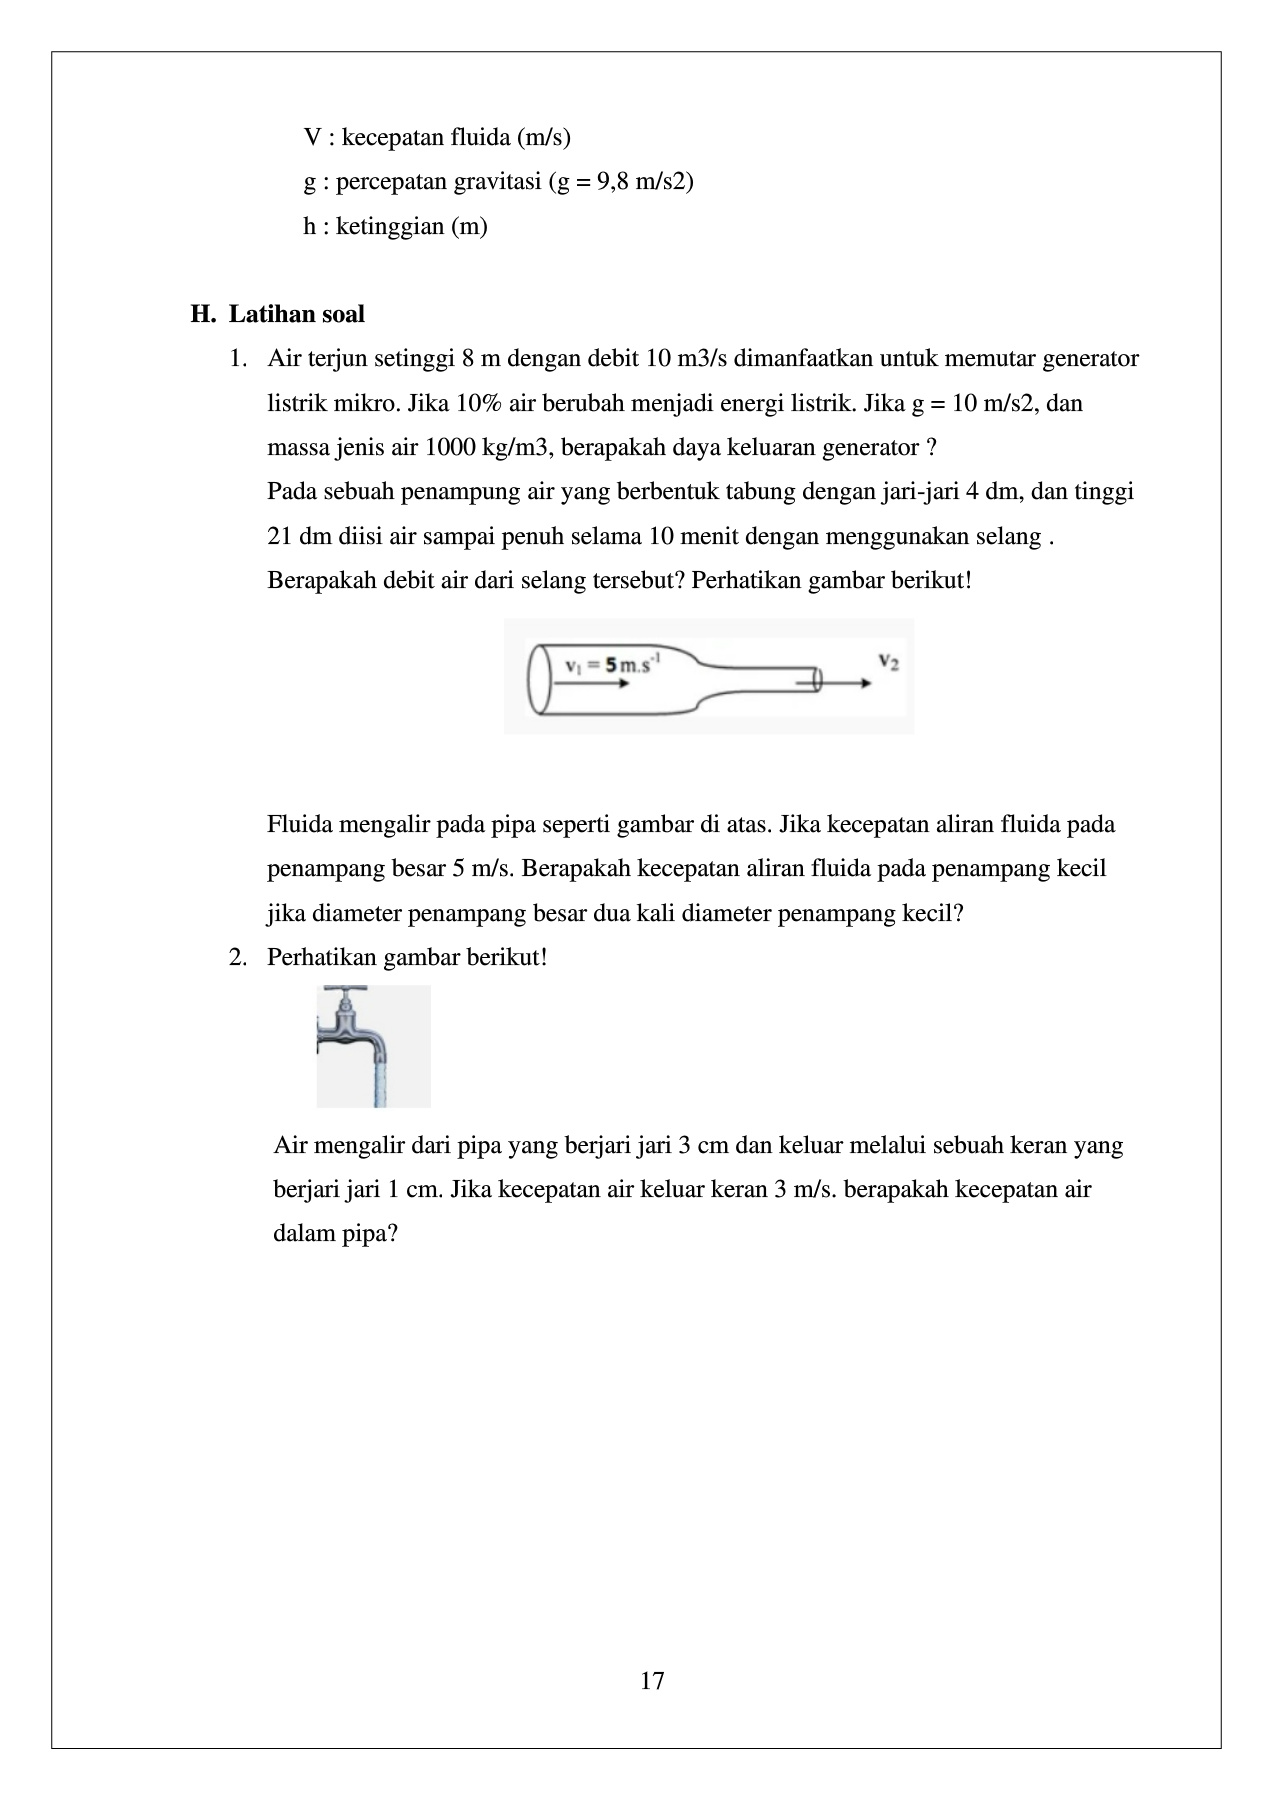 V : kecepatan fluida (m/s)
g : percepatan gravitasi (g = 9,8 m/s2)
h : ketinggian (m)
H. Latihan soal
1. Air terjun setinggi 8 m dengan debit 10 m3/s dimanfaatkan untuk memutar generator
listrik mikro. Jika 10% air berubah menjadi energi listrik. Jika g = 10 m/s2, dan
massa jenis air 1000 kg/m3, berapakah daya keluaran generator ?
Pada sebuah penampung air yang berbentuk tabung dengan jari-jari 4 dm, dan tinggi
21 dm diisi air sampai penuh selama 10 menit dengan menggunakan selang .
Berapakah debit air dari selang tersebut? Perhatikan gambar berikut!
v₁ = 5 m.s⁻¹ v₂
Fluida mengalir pada pipa seperti gambar di atas. Jika kecepatan aliran fluida pada
penampang besar 5 m/s. Berapakah kecepatan aliran fluida pada penampang kecil
jika diameter penampang besar dua kali diameter penampang kecil?
2. Perhatikan gambar berikut!
Air mengalir dari pipa yang berjari jari 3 cm dan keluar melalui sebuah keran yang
berjari jari 1 cm. Jika kecepatan air keluar keran 3 m/s. berapakah kecepatan air
dalam pipa?
17